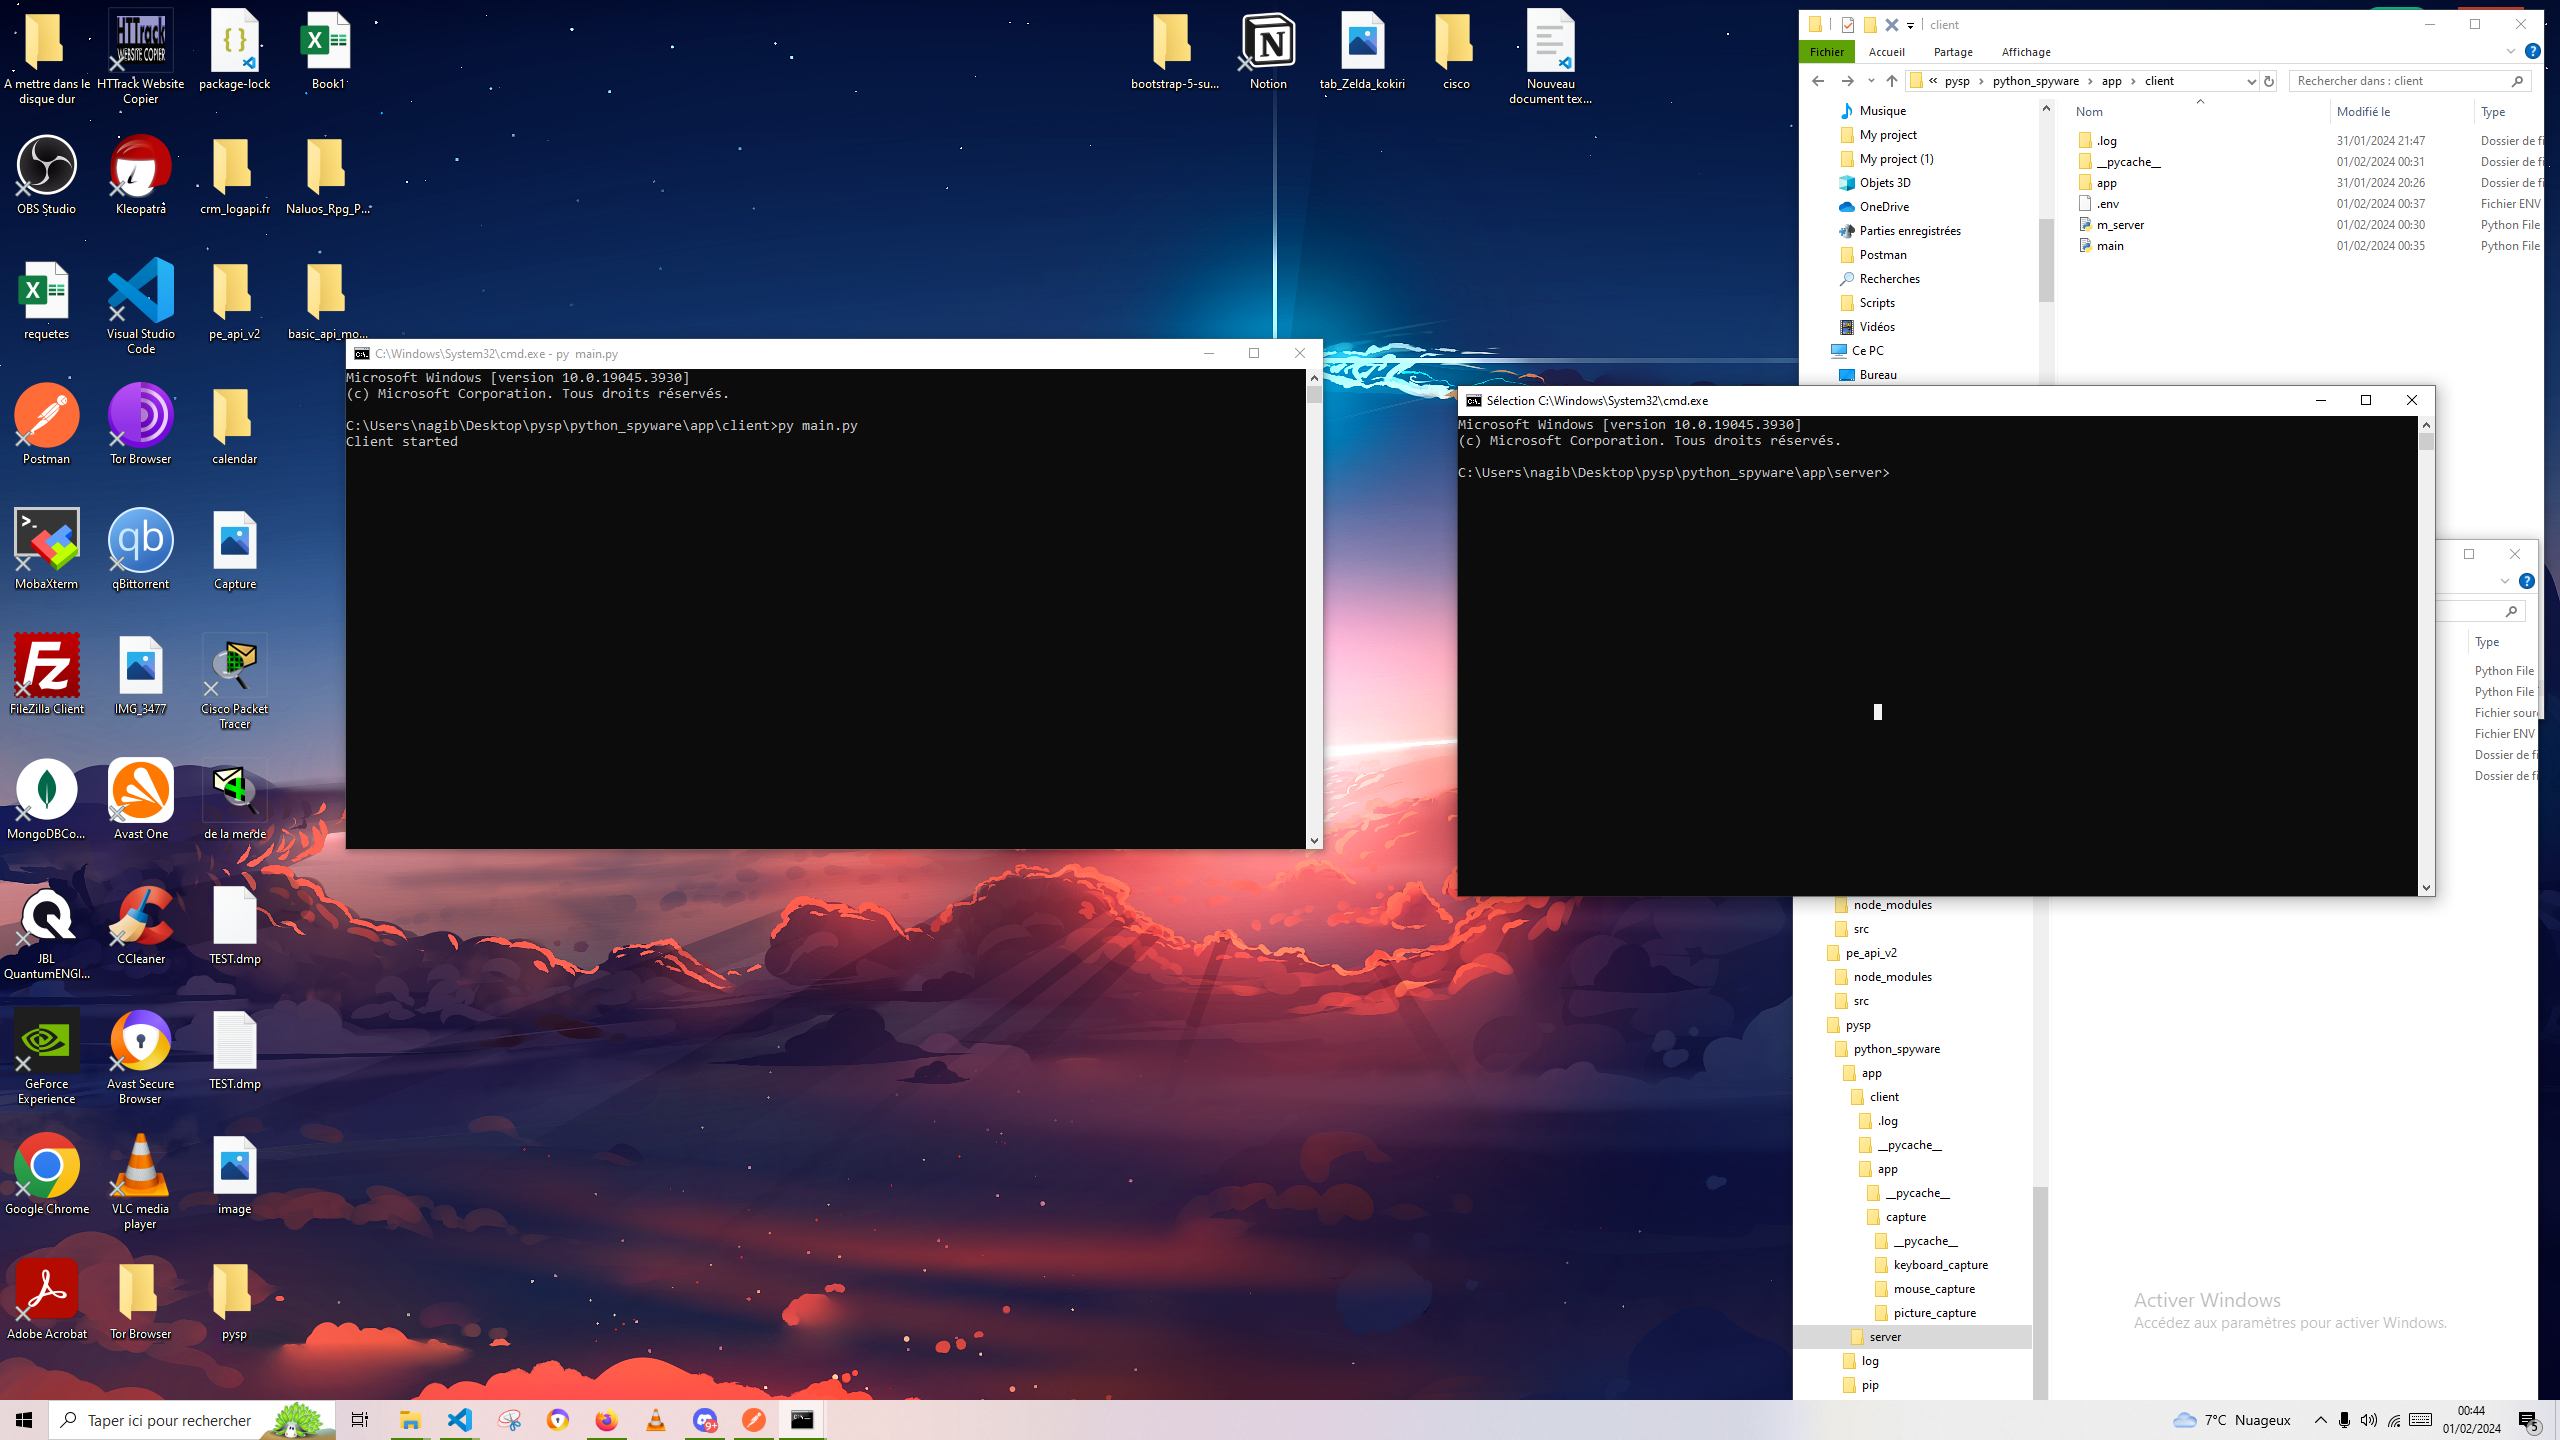 A mettre dans le
disque dur
HTTrack
WEBSITE COPIER
HTTrack Website
Copier
package-lock
Book1
bootstrap-5-su...
Notion
tab_Zelda_kokiri
cisco
Nouveau
document tex...
OBS Studio
Kleopatra
crm_logapi.fr
Naluos_Rpg_P...
requetes
Visual Studio
Code
pe_api_v2
basic_api_mo...
Postman
Tor Browser
calendar
MobaXterm
qb
qBittorrent
Capture
Fz
FileZilla Client
IMG_3477
Cisco Packet
Tracer
MongoDBCo...
Avast One
de la merde
JBL
QuantumENGI...
CCleaner
TEST.dmp
GeForce
Experience
Avast Secure
Browser
TEST.dmp
Google Chrome
VLC media
player
image
Adobe Acrobat
Tor Browser
pysp
C:\Windows\System32\cmd.exe - py  main.py
Microsoft Windows [version 10.0.19045.3930]
(c) Microsoft Corporation. Tous droits réservés.
C:\Users\nagib\Desktop\pysp\python_spyware\app\client>py main.py
Client started
client
Fichier Accueil Partage Affichage
« pysp > python_spyware > app > client
Rechercher dans : client
Musique
My project
My project (1)
Objets 3D
OneDrive
Parties enregistrées
Postman
Recherches
Scripts
Vidéos
Ce PC
Bureau
Nom Modifié le Type
.log 31/01/2024 21:47 Dossier de fi
__pycache__ 01/02/2024 00:31 Dossier de fi
app 31/01/2024 20:26 Dossier de fi
.env 01/02/2024 00:37 Fichier ENV
m_server 01/02/2024 00:30 Python File
main 01/02/2024 00:35 Python File
Sélection C:\Windows\System32\cmd.exe
Microsoft Windows [version 10.0.19045.3930]
(c) Microsoft Corporation. Tous droits réservés.
C:\Users\nagib\Desktop\pysp\python_spyware\app\server>
Type
Python File
Python File
Fichier sour
Fichier ENV
Dossier de fi
Dossier de fi
node_modules
src
pe_api_v2
node_modules
src
pysp
python_spyware
app
client
.log
__pycache__
app
__pycache__
capture
__pycache__
keyboard_capture
mouse_capture
picture_capture
server
log
pip
Activer Windows
Accédez aux paramètres pour activer Windows.
Taper ici pour rechercher
9+
7°C Nuageux
00:44
01/02/2024
5